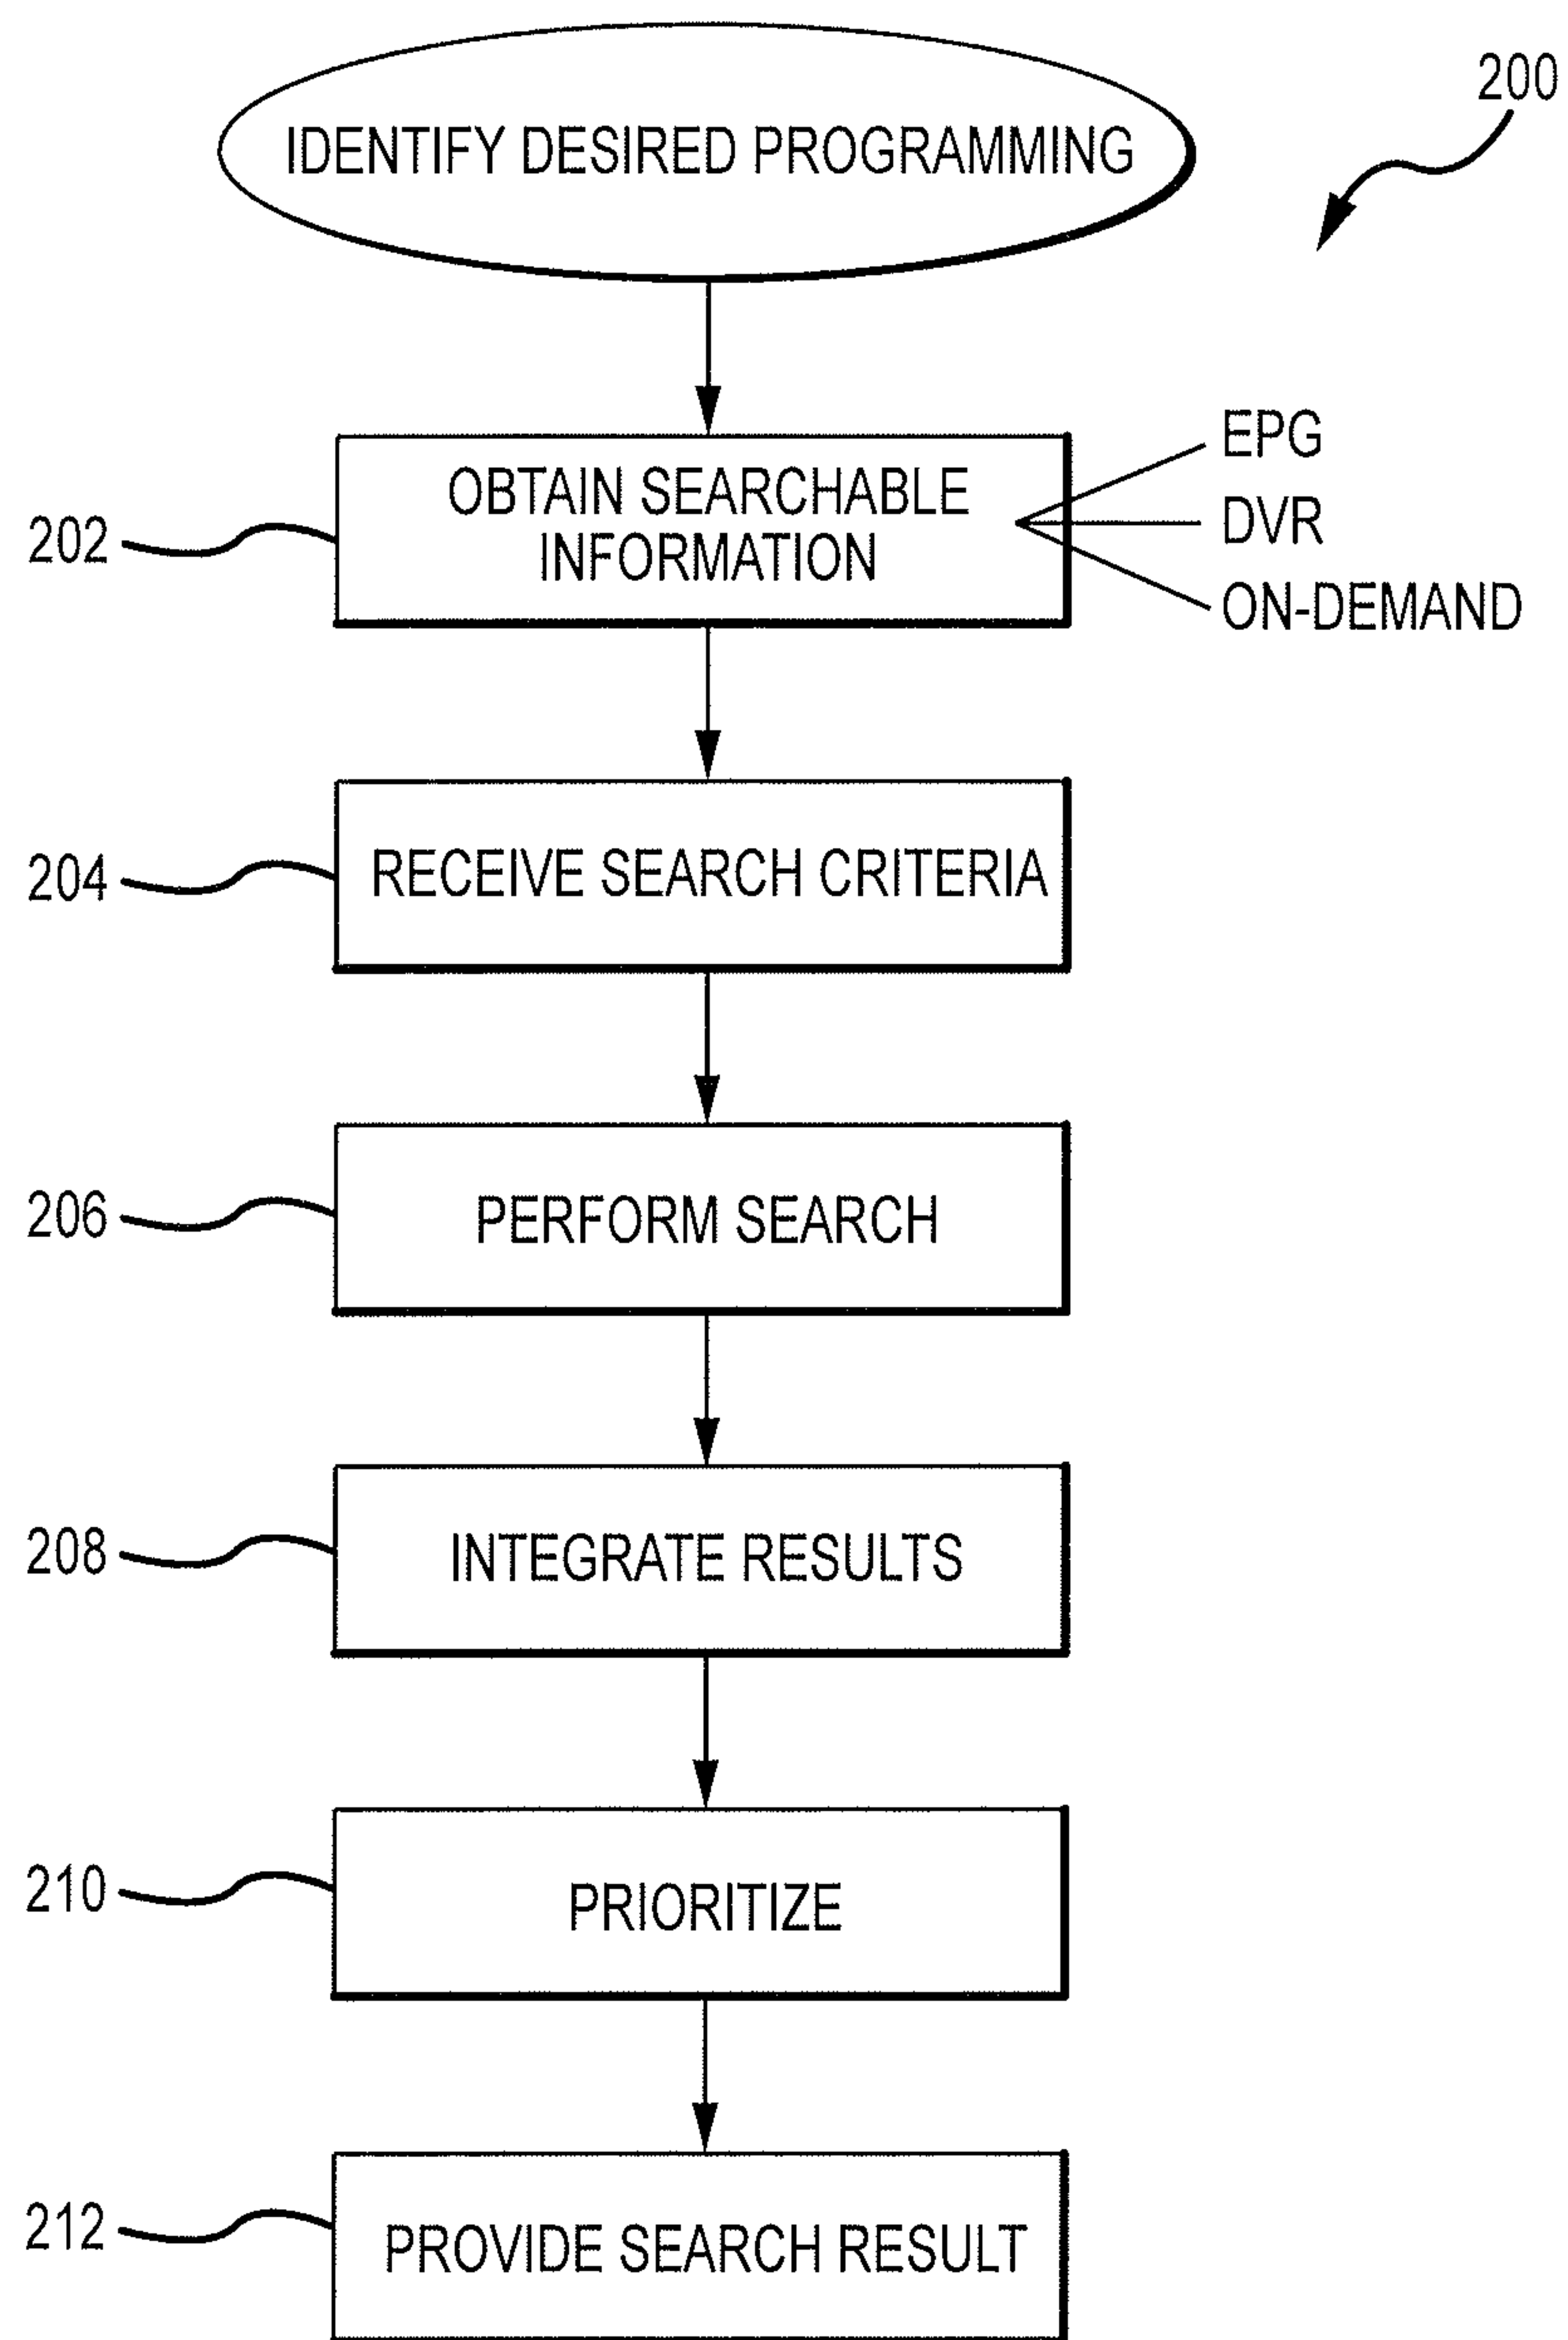 200
IDENTIFY DESIRED PROGRAMMING
202
OBTAIN SEARCHABLE
INFORMATION
EPG
DVR
ON-DEMAND
204
RECEIVE SEARCH CRITERIA
206
PERFORM SEARCH
208
INTEGRATE RESULTS
210
PRIORITIZE
212
PROVIDE SEARCH RESULT